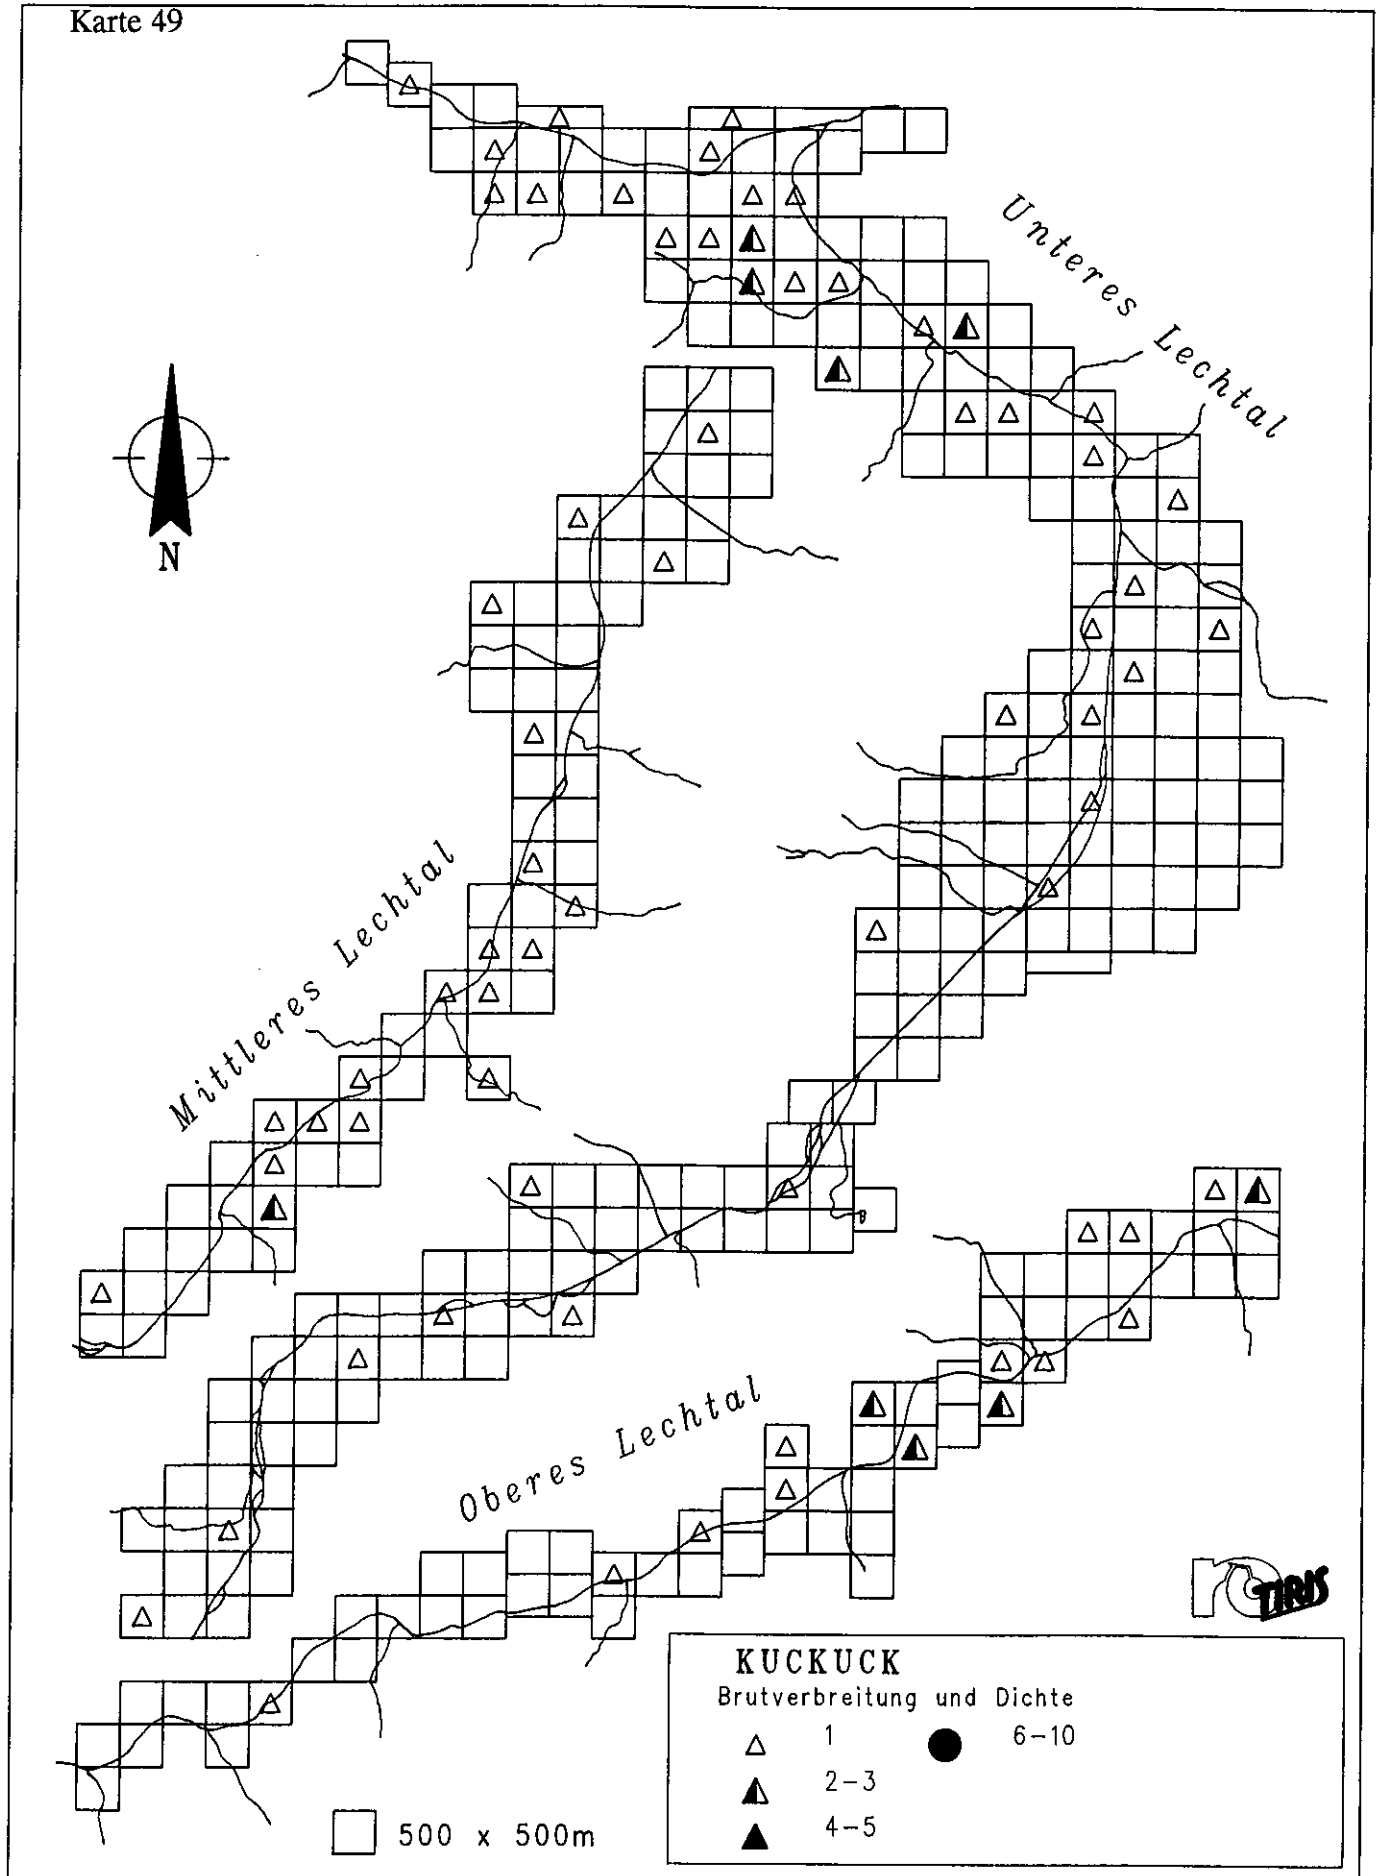 Karte 49
Unteres Lechtal
N
Mittleres Lechtal
Oberes Lechtal
TIRIS
KUCKUCK
Brutverbreitung und Dichte
1 6-10
2-3
4-5
500 x 500m